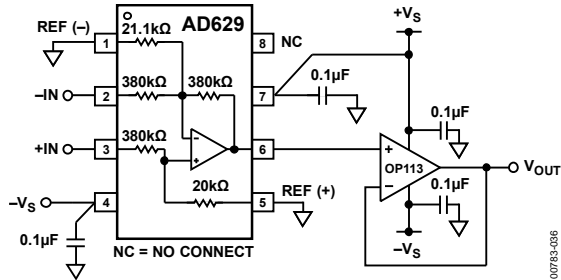 REF (–)
21.1kΩ
AD629
+VS
1
8
NC
–IN
380kΩ
380kΩ
0.1µF
2
7
+IN
380kΩ
0.1µF
3
6
+
–
OP113
VOUT
–
+
20kΩ
REF (+)
0.1µF
–VS
4
5
0.1µF
NC = NO CONNECT
–VS
00783-036